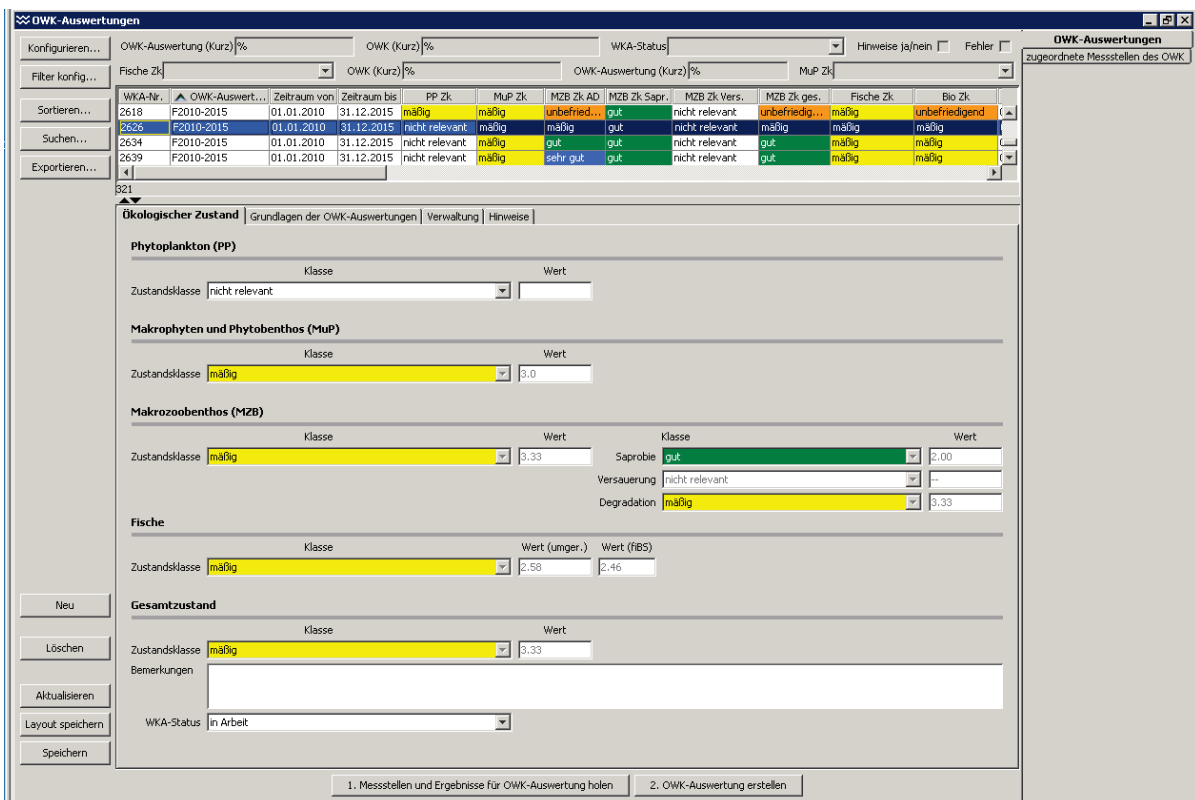 OWK-Auswertungen
Konfigurieren... OWK-Auswertung (Kurz) % OWK (Kurz) % WKA-Status Hinweise ja/nein Fehler OWK-Auswertungen
zugeordnete Messstellen des OWK
Filter konfig... Fische Zk OWK (Kurz) % OWK-Auswertung (Kurz) % MuP Zk
WKA-Nr. OWK-Auswert... Zeitraum von Zeitraum bis PP Zk MuP Zk MZB Zk AD MZB Zk Sapr. MZB Zk Vers. MZB Zk ges. Fische Zk Bio Zk
Sortieren... 2618 F2010-2015 01.01.2010 31.12.2015 mäßig mäßig unbefried... gut nicht relevant unbefriedig... mäßig unbefriedigend
2626 F2010-2015 01.01.2010 31.12.2015 nicht relevant mäßig mäßig gut nicht relevant mäßig mäßig mäßig
Suchen... 2634 F2010-2015 01.01.2010 31.12.2015 nicht relevant mäßig gut gut nicht relevant gut mäßig mäßig
2639 F2010-2015 01.01.2010 31.12.2015 nicht relevant mäßig sehr gut gut nicht relevant gut mäßig mäßig
Exportieren...
321
Ökologischer Zustand Grundlagen der OWK-Auswertungen Verwaltung Hinweise
Phytoplankton (PP)
Klasse Wert
Zustandsklasse nicht relevant
Makrophyten und Phytobenthos (MuP)
Klasse Wert
Zustandsklasse mäßig 3.0
Makrozoobenthos (MZB)
Klasse Wert Klasse Wert
Zustandsklasse mäßig 3.33 Saprobie gut 2.00
Versauerung nicht relevant --
Degradation mäßig 3.33
Fische
Klasse Wert (umger.) Wert (fiBS)
Zustandsklasse mäßig 2.58 2.46
Neu Gesamtzustand
Klasse Wert
Löschen Zustandsklasse mäßig 3.33
Bemerkungen
Aktualisieren
Layout speichern WKA-Status in Arbeit
Speichern
1. Messstellen und Ergebnisse für OWK-Auswertung holen 2. OWK-Auswertung erstellen